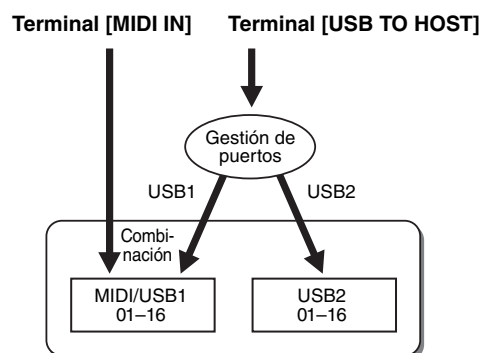 Terminal [MIDI IN]
Terminal [USB TO HOST]
Gestión de
puertos
USB1
USB2
Combi-
nación
MIDI/USB1
01–16
USB2
01–16